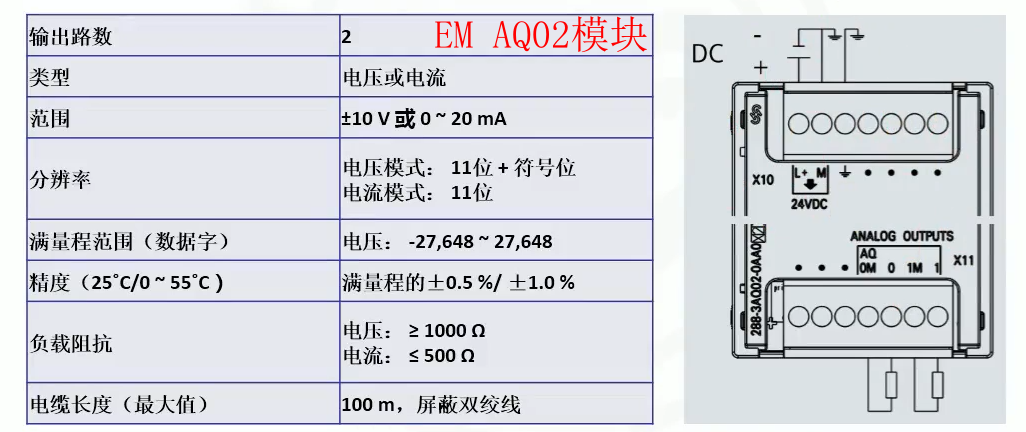 输出路数
2
EM AQ02模块
类型
电压或电流
范围
±10 V 或 0 ~ 20 mA
分辨率
电压模式： 11位 + 符号位
电流模式： 11位
满量程范围（数据字）
电压： -27,648 ~ 27,648
精度（25°C/0 ~ 55°C ）
满量程的±0.5 %/ ±1.0 %
负载阻抗
电压： ≥ 1000 Ω
电流： ≤ 500 Ω
电缆长度（最大值）
100 m，屏蔽双绞线
DC
-
+
X10
L+ M
24VDC
288-3AQ02-0AA0
ANALOG OUTPUTS
AQ
0M 0 1M 1
X11